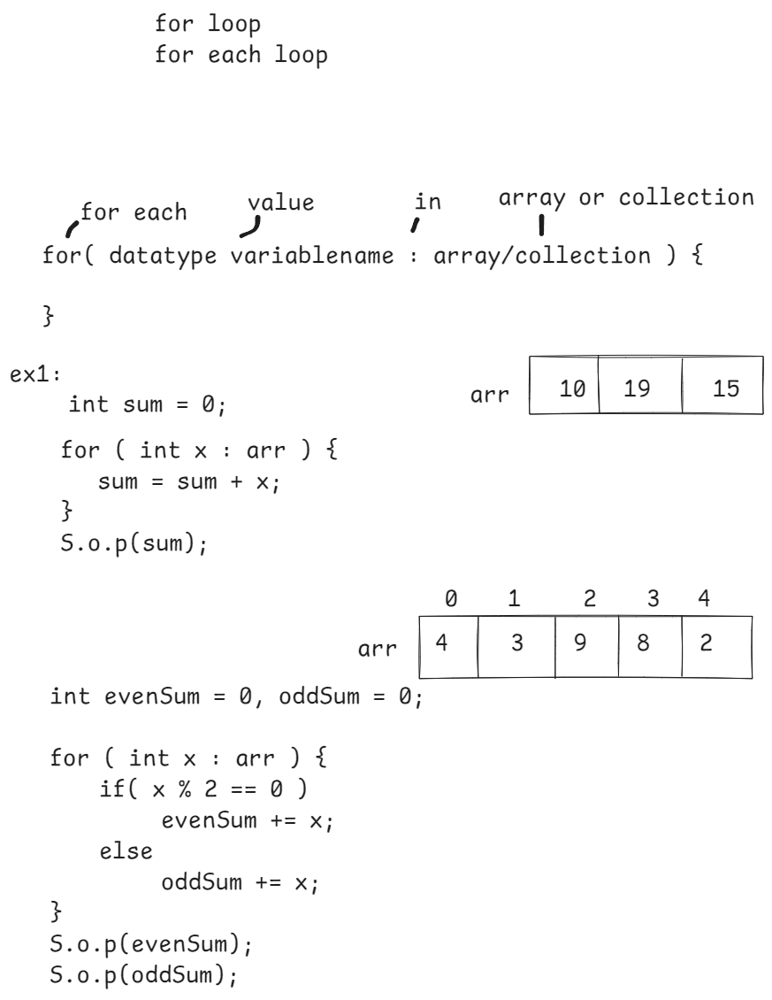 for loop
for each loop
for each value in array or collection
for( datatype variablename : array/collection ) {
}
ex1:
int sum = 0;
arr 10 19 15
for ( int x : arr ) {
sum = sum + x;
}
S.o.p(sum);
0 1 2 3 4
arr 4 3 9 8 2
int evenSum = 0, oddSum = 0;
for ( int x : arr ) {
if( x % 2 == 0 )
evenSum += x;
else
oddSum += x;
}
S.o.p(evenSum);
S.o.p(oddSum);